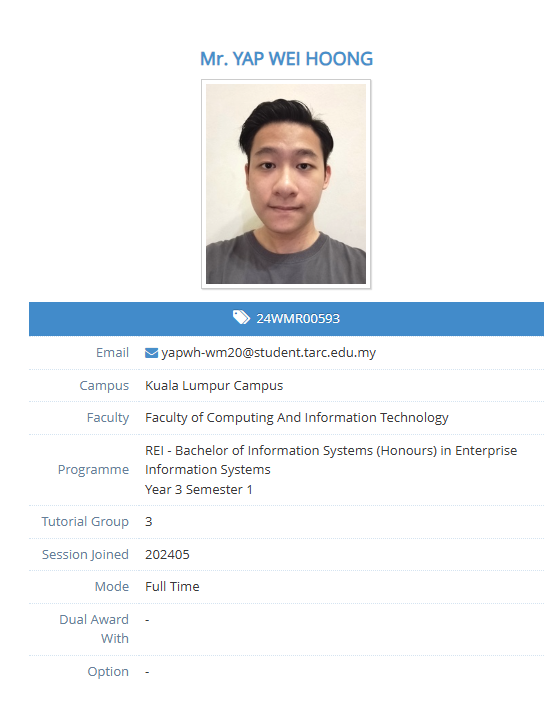 Mr. YAP WEI HOONG
24WMR00593
Email yapwh-wm20@student.tarc.edu.my
Campus Kuala Lumpur Campus
Faculty Faculty of Computing And Information Technology
Programme REI - Bachelor of Information Systems (Honours) in Enterprise
Information Systems
Year 3 Semester 1
Tutorial Group 3
Session Joined 202405
Mode Full Time
Dual Award -
With
Option -